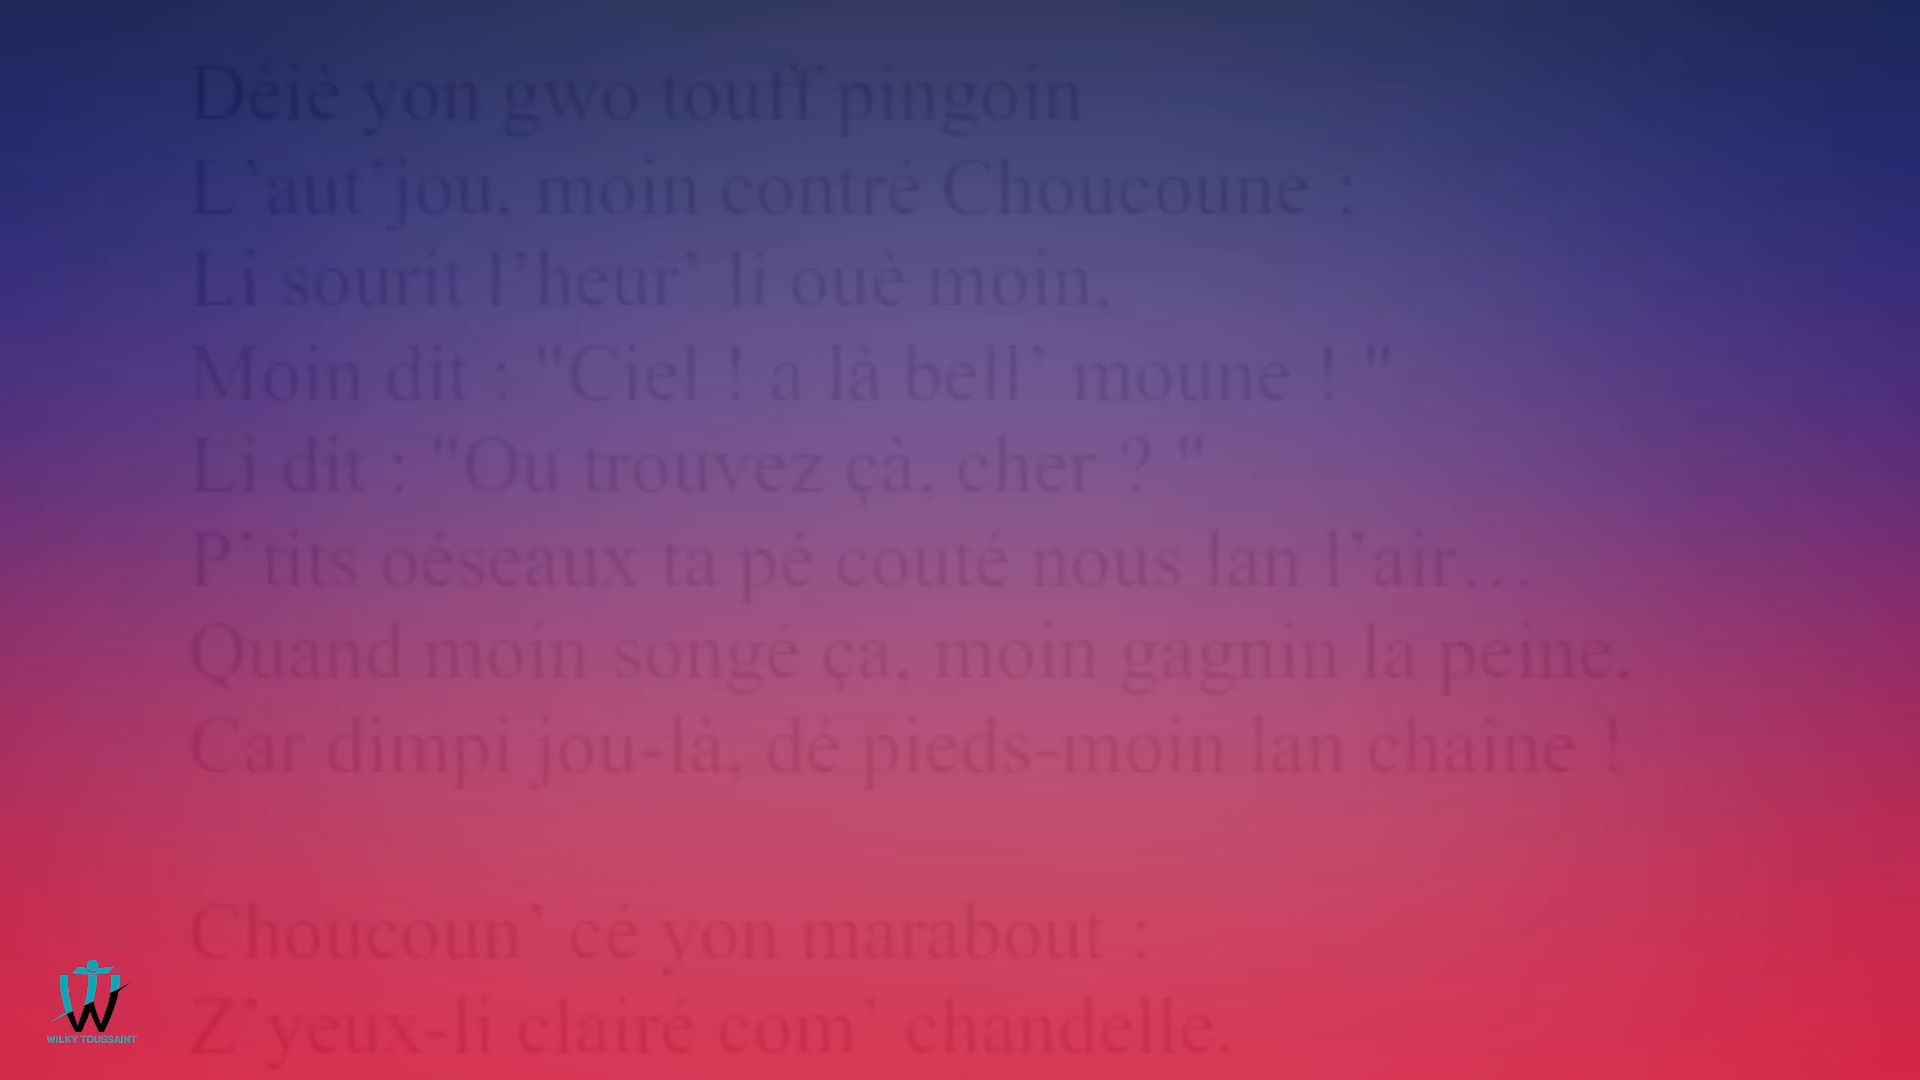 Déiè yon gwo touff pingoin
L’aut’jou, moin contré Choucoune ;
Li sourit l’heur’ li ouè moin,
Moin dit : "Ciel ! a là bell’ moune ! "
Li dit : "Ou trouvez çà, cher ? "
P’tits oéseaux ta pé couté nous lan l’air…
Quand moin songé ça, moin gagnin la peine,
Car dimpi jou-là, dé pieds-moin lan chaîne !
Choucoun’ cé yon marabout :
Z’yeux-li clairé com’ chandelle.
WILKY TOUSSAINT